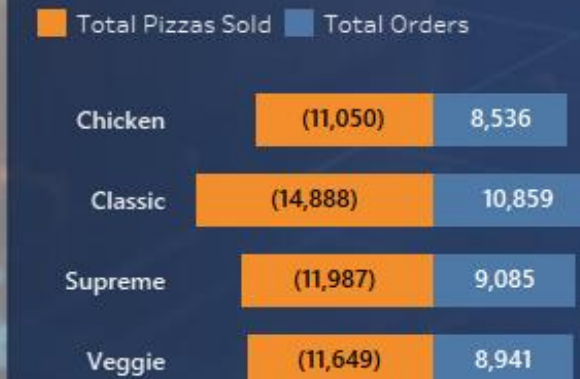 Total Pizzas Sold Total Orders
Chicken (11,050) 8,536
Classic (14,888) 10,859
Supreme (11,987) 9,085
Veggie (11,649) 8,941